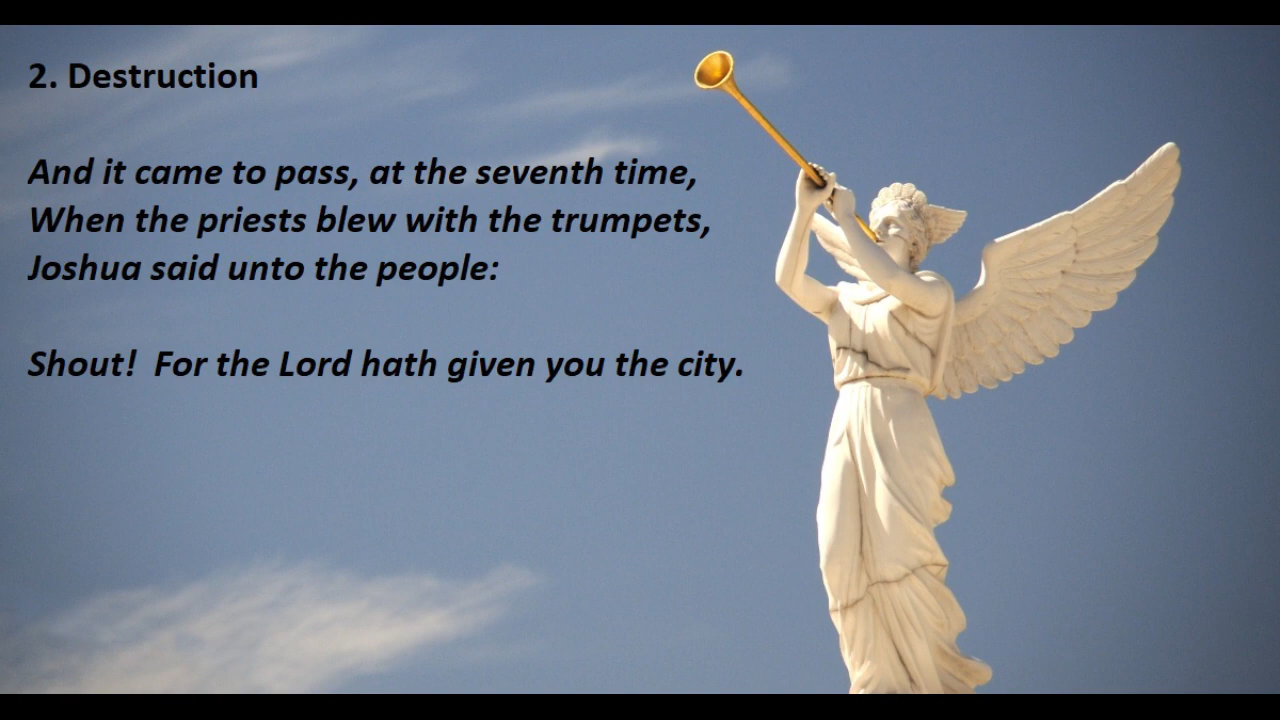 2. Destruction
And it came to pass, at the seventh time,
When the priests blew with the trumpets,
Joshua said unto the people:
Shout!  For the Lord hath given you the city.